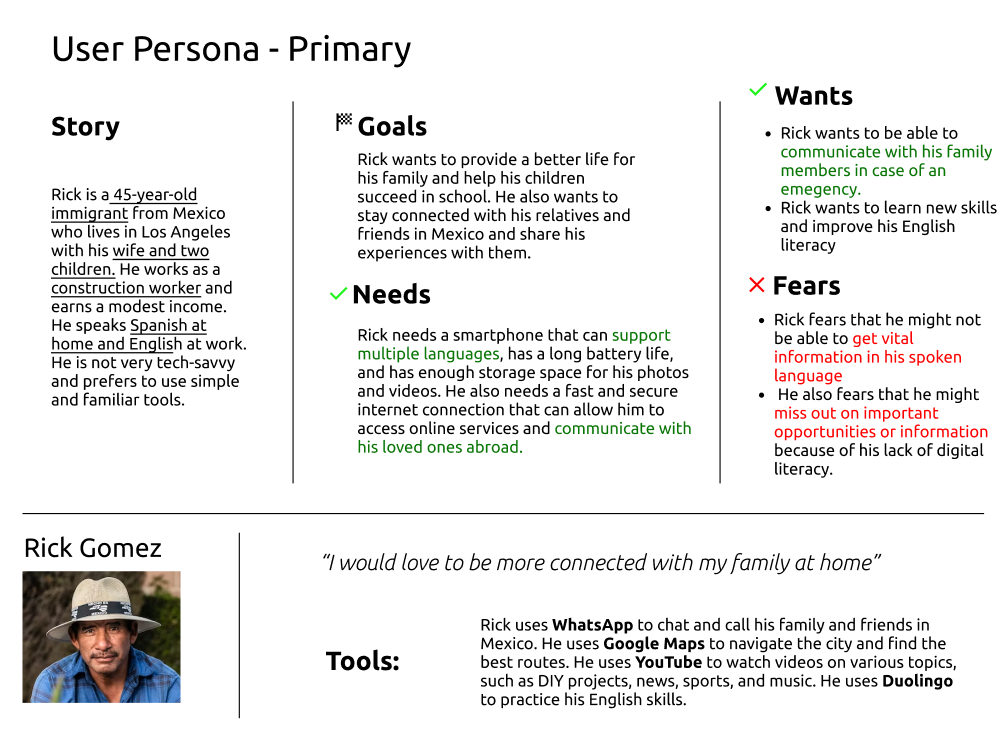 User Persona - Primary
Story
Rick is a 45-year-old
immigrant from Mexico
who lives in Los Angeles
with his wife and two
children. He works as a
construction worker and
earns a modest income.
He speaks Spanish at
home and English at work.
He is not very tech-savvy
and prefers to use simple
and familiar tools.
Goals
Rick wants to provide a better life for
his family and help his children
succeed in school. He also wants to
stay connected with his relatives and
friends in Mexico and share his
experiences with them.
Needs
Rick needs a smartphone that can support
multiple languages, has a long battery life,
and has enough storage space for his photos
and videos. He also needs a fast and secure
internet connection that can allow him to
access online services and communicate with
his loved ones abroad.
Wants
• Rick wants to be able to
communicate with his family
members in case of an
emegency.
• Rick wants to learn new skills
and improve his English
literacy
Fears
• Rick fears that he might not
be able to get vital
information in his spoken
language
• He also fears that he might
miss out on important
opportunities or information
because of his lack of digital
literacy.
Rick Gomez
“I would love to be more connected with my family at home”
Tools:
Rick uses WhatsApp to chat and call his family and friends in
Mexico. He uses Google Maps to navigate the city and find the
best routes. He uses YouTube to watch videos on various topics,
such as DIY projects, news, sports, and music. He uses Duolingo
to practice his English skills.